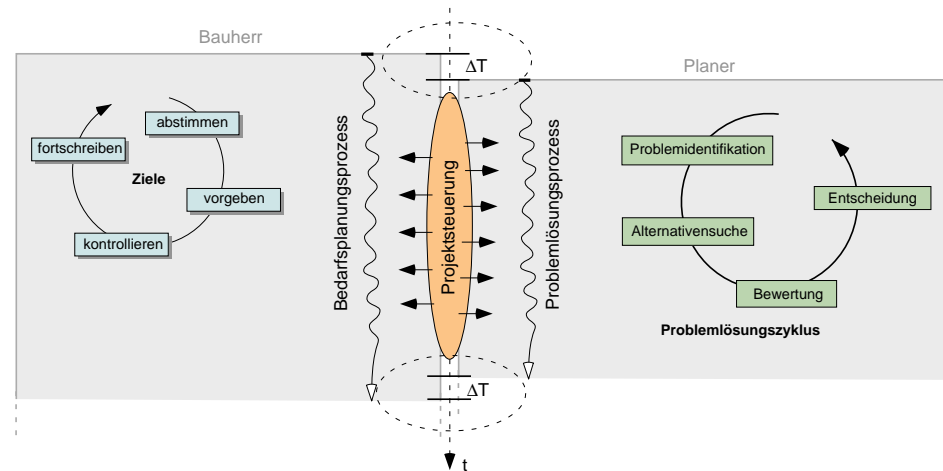 Bauherr
ΔT
Planer
abstimmen
fortschreiben
Ziele
vorgeben
kontrollieren
Bedarfsplanungsprozess
Projektsteuerung
Problemlösungsprozess
Problemidentifikation
Entscheidung
Alternativensuche
Bewertung
Problemlösungszyklus
ΔT
t